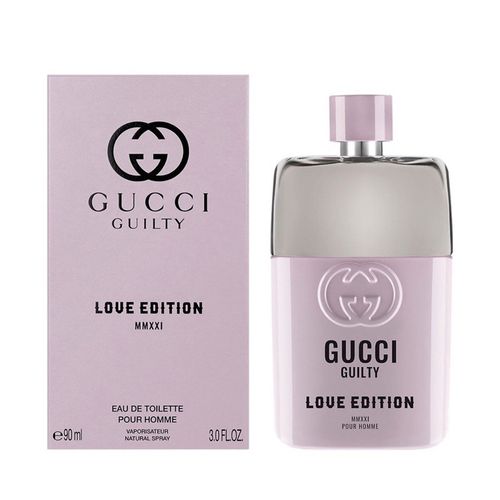 GUCCI
GUILTY
LOVE EDITION
MMXXI
EAU DE TOILETTE
POUR HOMME
VAPORISATEUR
NATURAL SPRAY
℮90 ml 3.0 FL.OZ.
GUCCI
GUILTY
LOVE EDITION
MMXXI
POUR HOMME